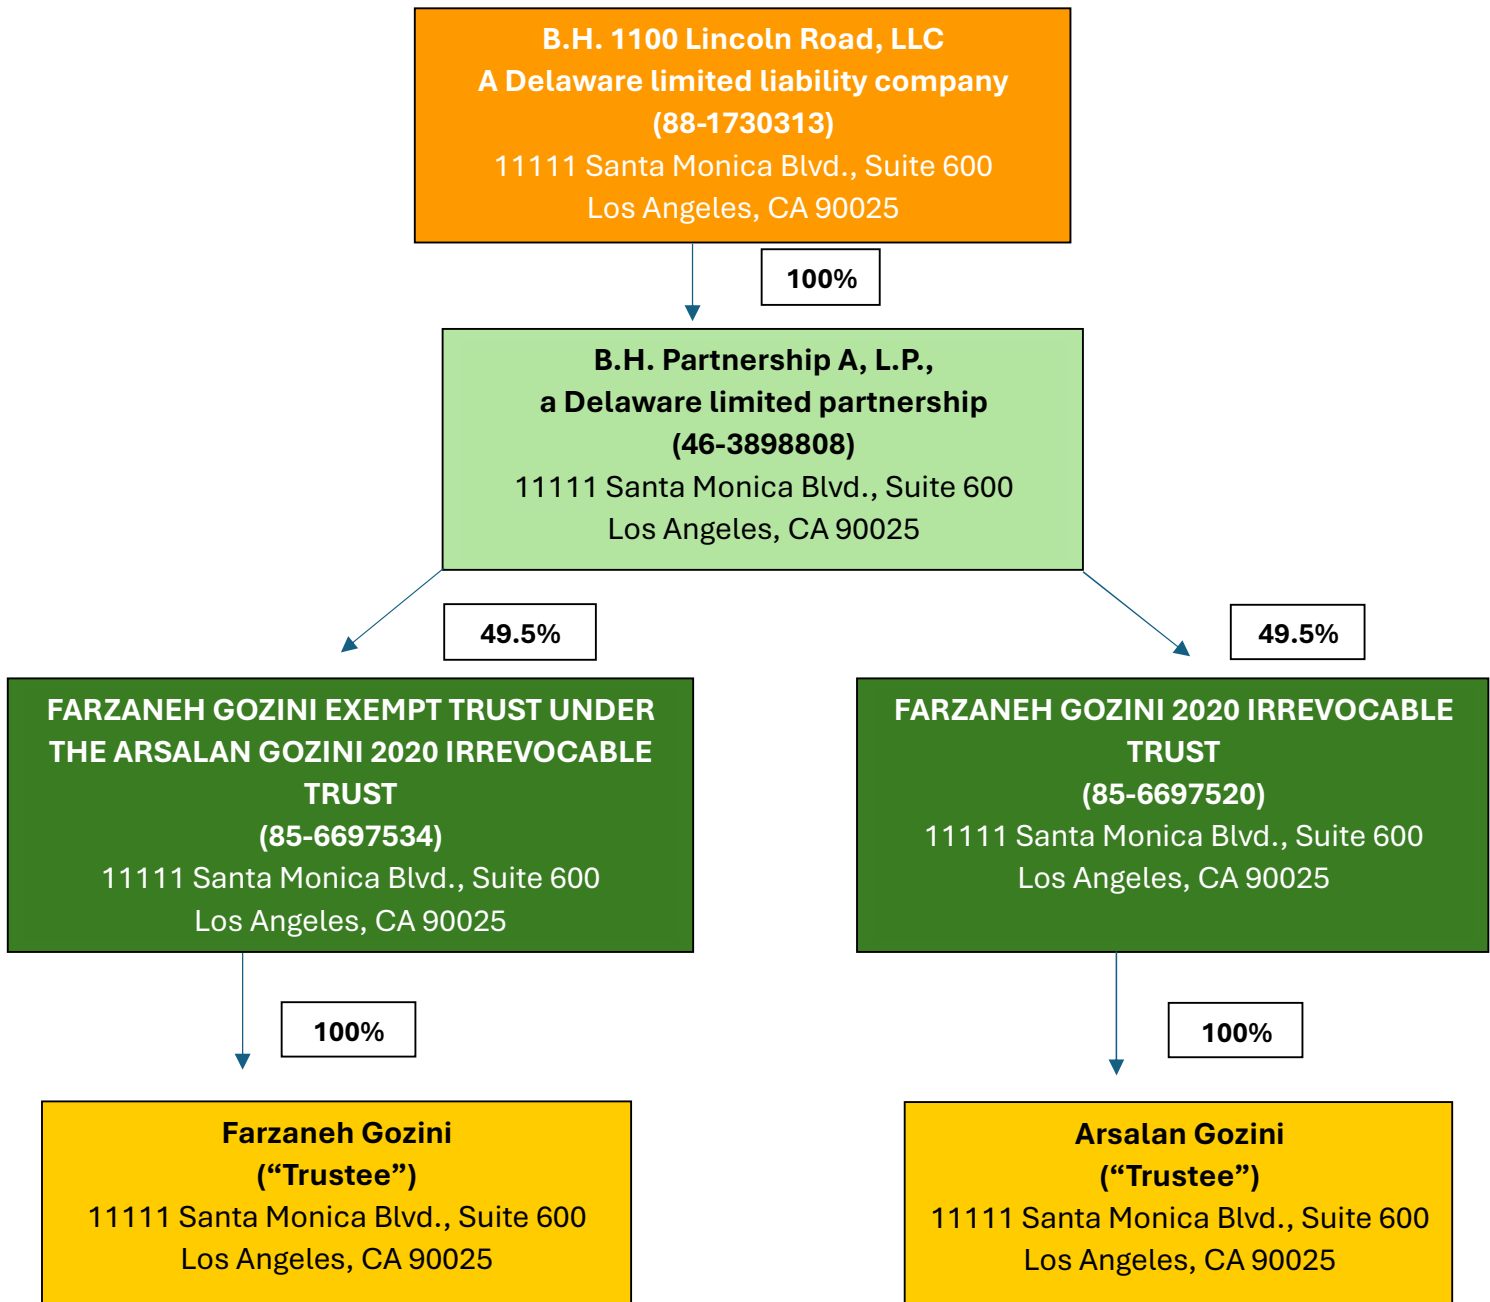 B.H. 1100 Lincoln Road, LLC
A Delaware limited liability company
(88-1730313)
11111 Santa Monica Blvd., Suite 600
Los Angeles, CA 90025
100%
B.H. Partnership A, L.P.,
a Delaware limited partnership
(46-3898808)
11111 Santa Monica Blvd., Suite 600
Los Angeles, CA 90025
49.5%
49.5%
FARZANEH GOZINI EXEMPT TRUST UNDER
THE ARSALAN GOZINI 2020 IRREVOCABLE
TRUST
(85-6697534)
11111 Santa Monica Blvd., Suite 600
Los Angeles, CA 90025
FARZANEH GOZINI 2020 IRREVOCABLE
TRUST
(85-6697520)
11111 Santa Monica Blvd., Suite 600
Los Angeles, CA 90025
100%
100%
Farzaneh Gozini
(“Trustee”)
11111 Santa Monica Blvd., Suite 600
Los Angeles, CA 90025
Arsalan Gozini
(“Trustee”)
11111 Santa Monica Blvd., Suite 600
Los Angeles, CA 90025